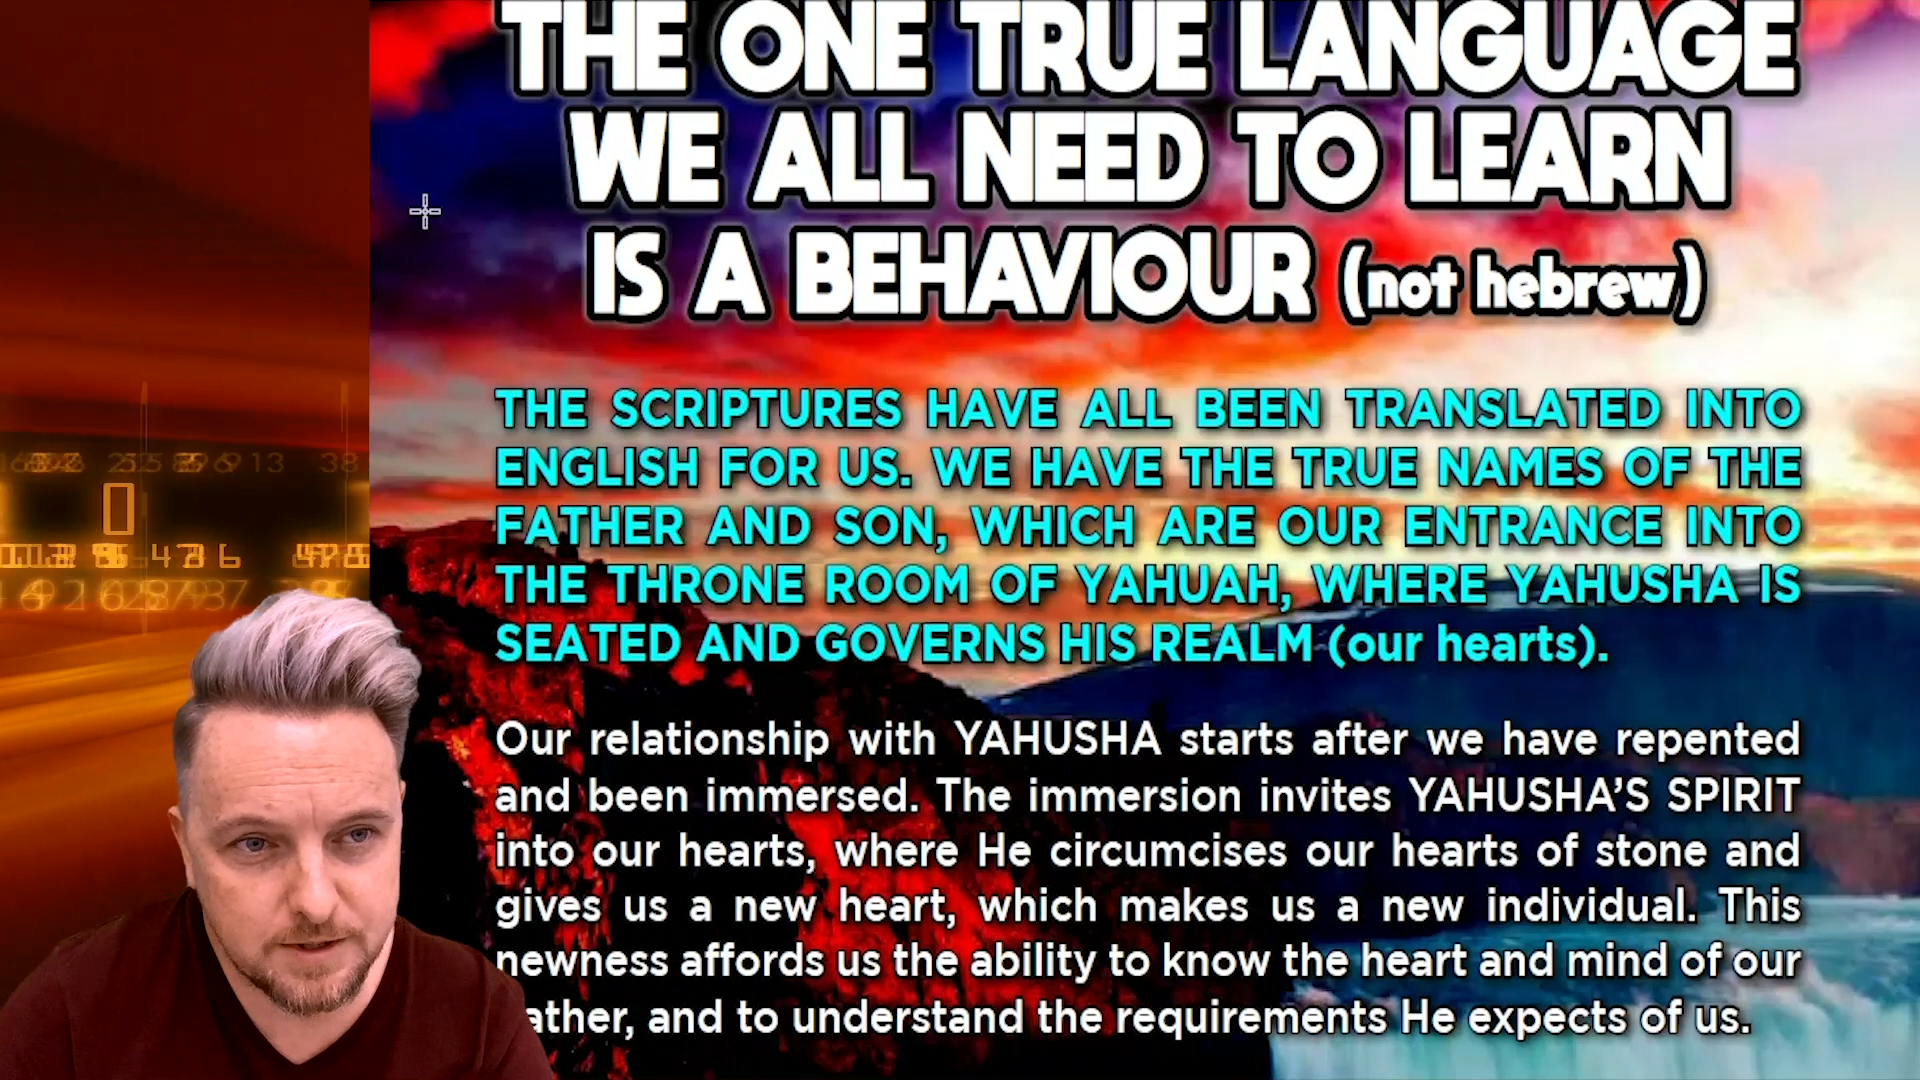 THE ONE TRUE LANGUAGE
WE ALL NEED TO LEARN
IS A BEHAVIOUR (not hebrew)
THE SCRIPTURES HAVE ALL BEEN TRANSLATED INTO
ENGLISH FOR US. WE HAVE THE TRUE NAMES OF THE
FATHER AND SON, WHICH ARE OUR ENTRANCE INTO
THE THRONE ROOM OF YAHUAH, WHERE YAHUSHA IS
SEATED AND GOVERNS HIS REALM (our hearts).
Our relationship with YAHUSHA starts after we have repented
and been immersed. The immersion invites YAHUSHA’S SPIRIT
into our hearts, where He circumcises our hearts of stone and
gives us a new heart, which makes us a new individual. This
newness affords us the ability to know the heart and mind of our
ather, and to understand the requirements He expects of us.